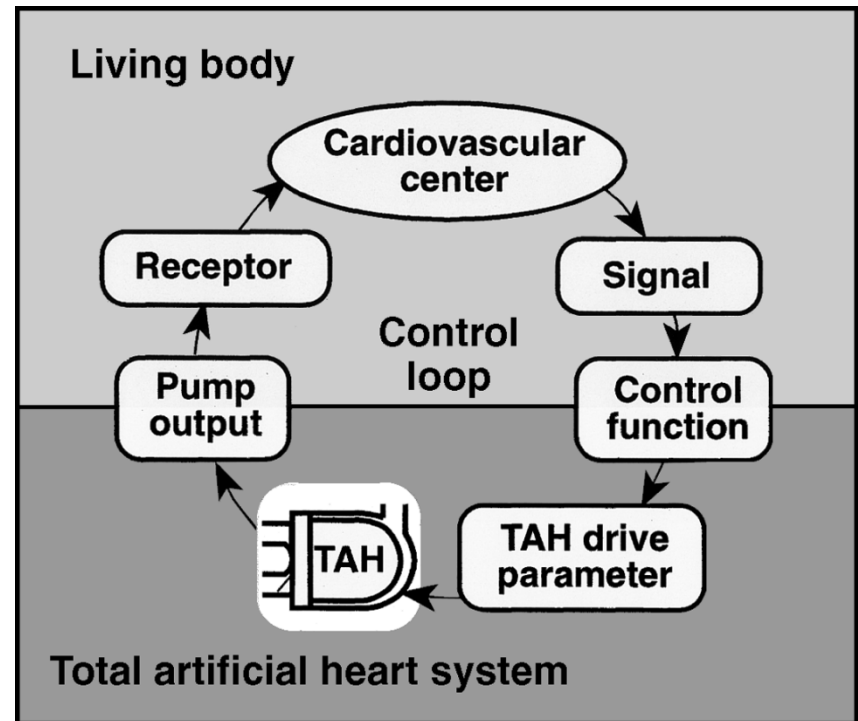 Living body
Cardiovascular
center
Receptor
Signal
Control
loop
Pump
output
Control
function
TAH
TAH drive
parameter
Total artificial heart system